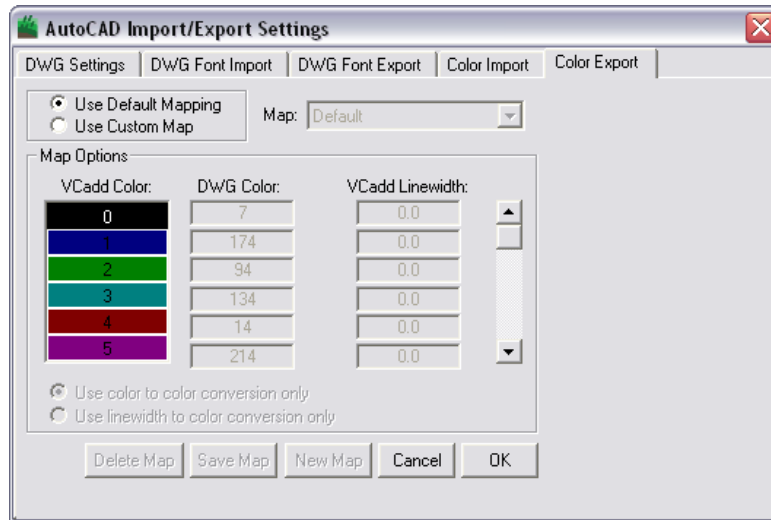 AutoCAD Import/Export Settings
DWG Settings DWG Font Import DWG Font Export Color Import Color Export
Use Default Mapping
Use Custom Map
Map: Default
Map Options
VCadd Color: DWG Color: VCadd Linewidth:
0 7 0.0
1 174 0.0
2 94 0.0
3 134 0.0
4 14 0.0
5 214 0.0
Use color to color conversion only
Use linewidth to color conversion only
Delete Map Save Map New Map Cancel OK